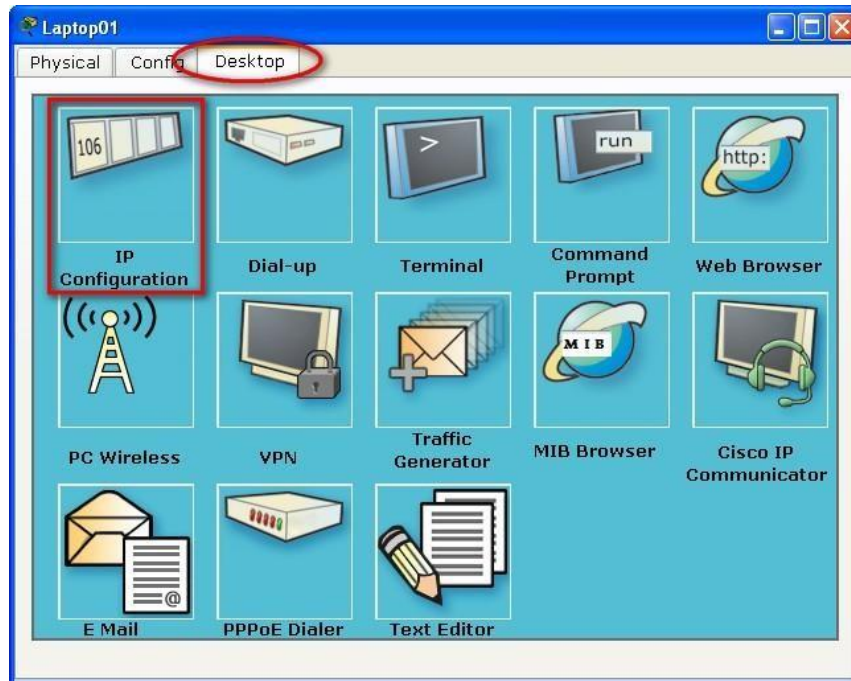 Laptop01
Physical Config Desktop
106
>
run
http:
IP
Configuration
Dial-up
Terminal
Command
Prompt
Web Browser
MIB
PC Wireless
VPN
Traffic
Generator
MIB Browser
Cisco IP
Communicator
@
E Mail
PPPoE Dialer
Text Editor